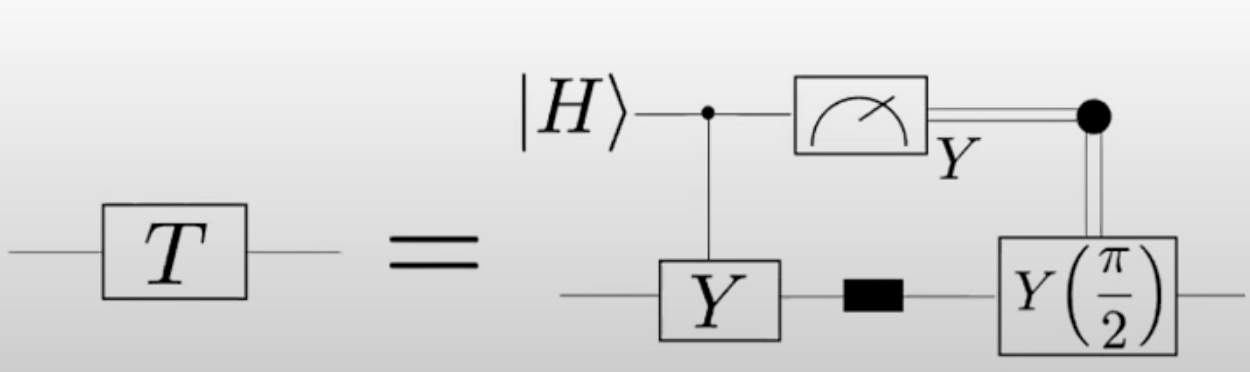 |H⟩
Y
T
=
Y
Y(π/2)